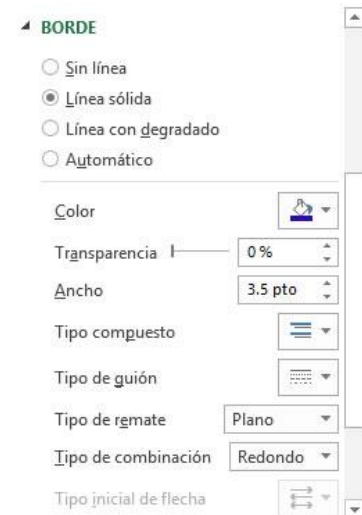 BORDE
Sin línea
Línea sólida
Línea con degradado
Automático
Color
Transparencia 0 %
Ancho 3.5 pto
Tipo compuesto
Tipo de guión
Tipo de remate Plano
Tipo de combinación Redondo
Tipo inicial de flecha